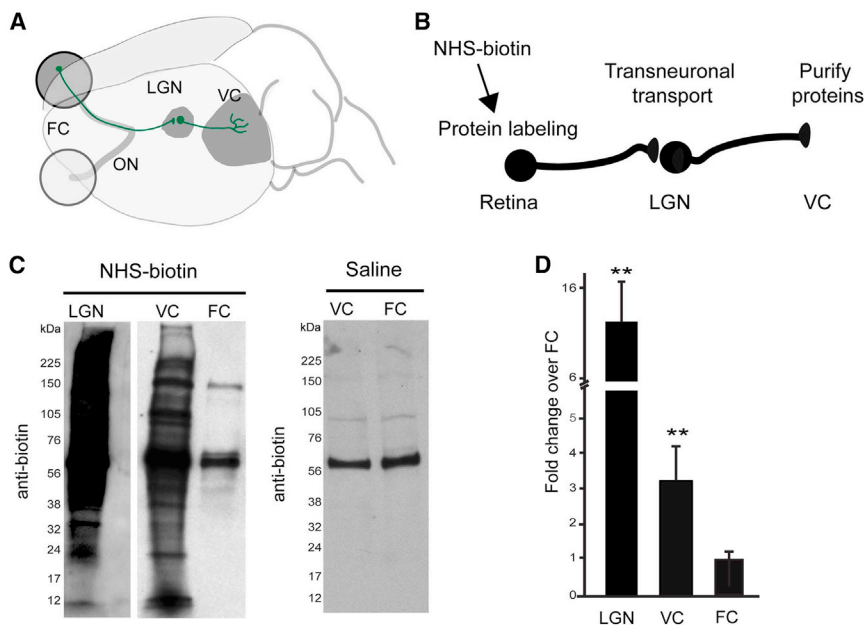 A
LGN
VC
FC
ON
B
NHS-biotin
Transneuronal
transport
Purify
proteins
Protein labeling
Retina
LGN
VC
C
NHS-biotin
LGN
VC
FC
kDa
225
150
105
76
56
38
32
24
17
12
anti-biotin
Saline
VC
FC
kDa
225
150
105
76
56
38
32
24
17
12
anti-biotin
D
Fold change over FC
16
6
5
4
3
2
1
0
**
**
LGN
VC
FC